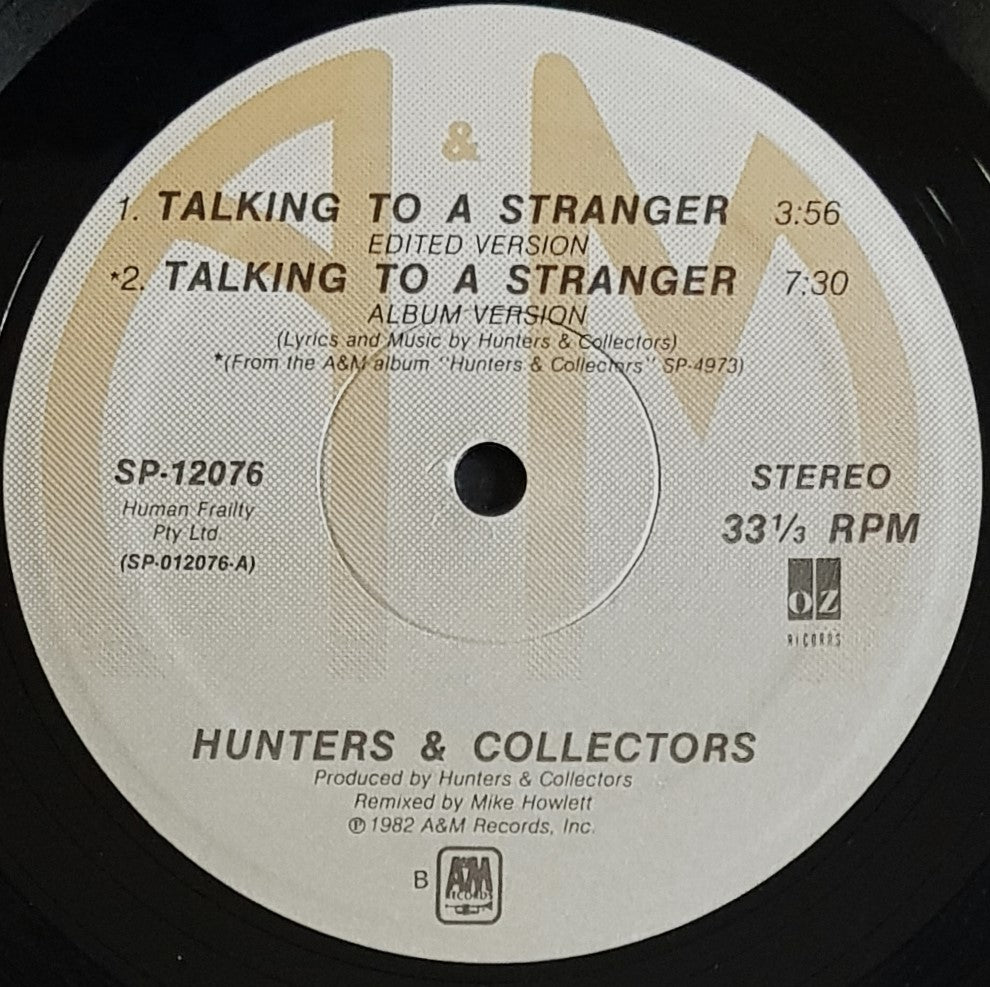 &
1. TALKING TO A STRANGER 3:56
EDITED VERSION
*2. TALKING TO A STRANGER 7:30
ALBUM VERSION
(Lyrics and Music by Hunters & Collectors)
*(From the A&M album "Hunters & Collectors" SP-4973)
SP-12076
Human Frailty
Pty Ltd.
(SP-012076-A)
STEREO
33 1/3 RPM
OZ
RECORDS
HUNTERS & COLLECTORS
Produced by Hunters & Collectors
Remixed by Mike Howlett
℗ 1982 A&M Records, Inc.
B
A&M
RECORDS